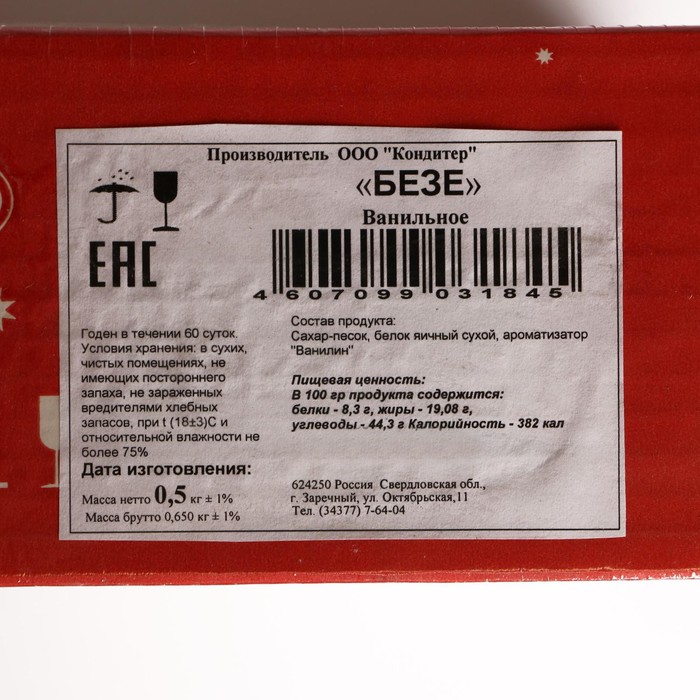 Производитель ООО "Кондитер"
«БЕЗЕ»
Ванильное
EAC
4 607099 031845
Годен в течении 60 суток.
Условия хранения: в сухих,
чистых помещениях, не
имеющих постороннего
запаха, не зараженных
вредителями хлебных
запасов, при t (18±3)С и
относительной влажности не
более 75%
Дата изготовления:
Масса нетто 0,5 кг ± 1%
Масса брутто 0,650 кг ± 1%
Состав продукта:
Сахар-песок, белок яичный сухой, ароматизатор
"Ванилин"
Пищевая ценность:
В 100 гр продукта содержится:
белки - 8,3 г, жиры - 19,08 г,
углеводы - 44,3 г Калорийность - 382 кал
624250 Россия Свердловская обл.,
г. Заречный, ул. Октябрьская,11
Тел. (34377) 7-64-04